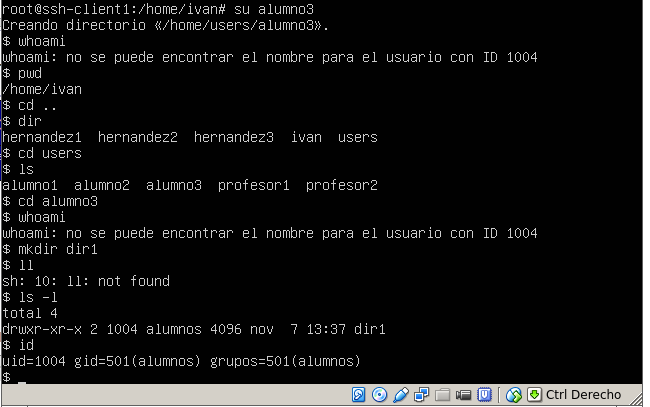 root@ssh-client1:/home/ivan# su alumno3
Creando directorio «/home/users/alumno3».
$ whoami
whoami: no se puede encontrar el nombre para el usuario con ID 1004
$ pwd
/home/ivan
$ cd ..
$ dir
hernandez1  hernandez2  hernandez3  ivan  users
$ cd users
$ ls
alumno1  alumno2  alumno3  profesor1  profesor2
$ cd alumno3
$ whoami
whoami: no se puede encontrar el nombre para el usuario con ID 1004
$ mkdir dir1
$ ll
sh: 10: ll: not found
$ ls -l
total 4
drwxr-xr-x 2 1004 alumnos 4096 nov  7 13:37 dir1
$ id
uid=1004 gid=501(alumnos) grupos=501(alumnos)
$ _
Ctrl Derecho